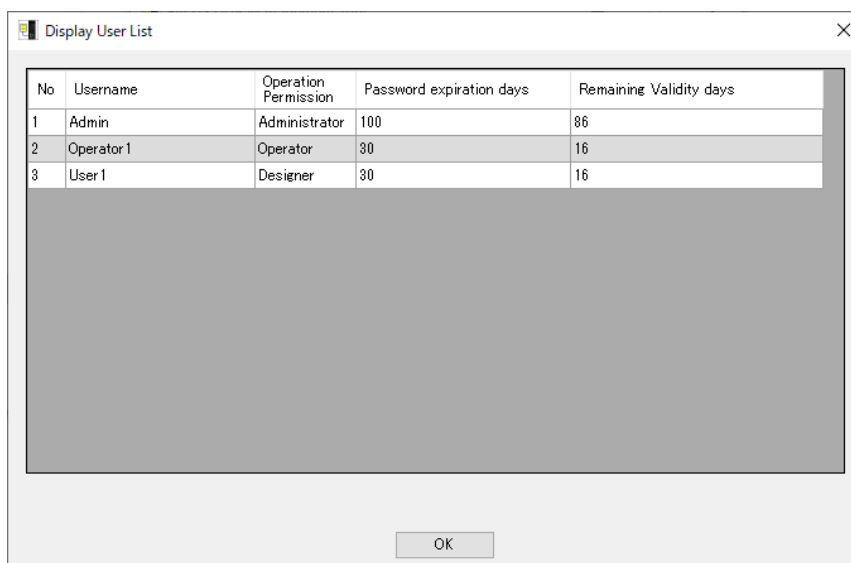 Display User List
No Username Operation Permission Password expiration days Remaining Validity days
1 Admin Administrator 100 86
2 Operator1 Operator 30 16
3 User1 Designer 30 16
OK